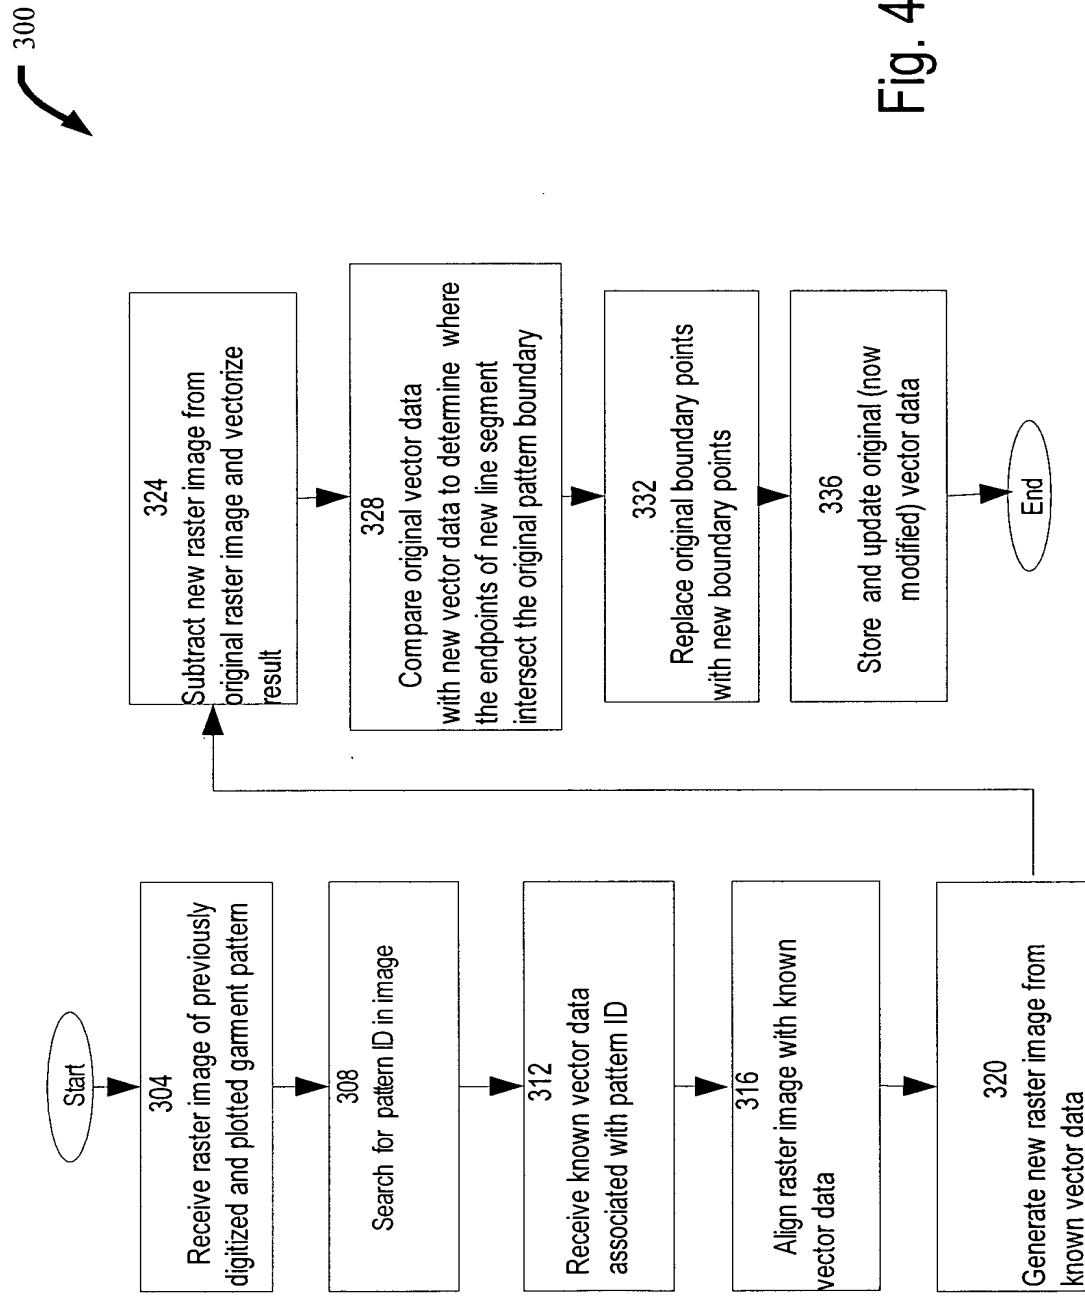 300
Start
304
Receive raster image of previously
digitized and plotted garment pattern
308
Search for pattern ID in image
312
Receive known vector data
associated with pattern ID
316
Align raster image with known
vector data
320
Generate new raster image from
known vector data
324
Subtract new raster image from
original raster image and vectorize
result
328
Compare original vector data
with new vector data to determine where
the endpoints of new line segment
intersect the original pattern boundary
332
Replace original boundary points
with new boundary points
336
Store and update original (now
modified) vector data
End
Fig. 4